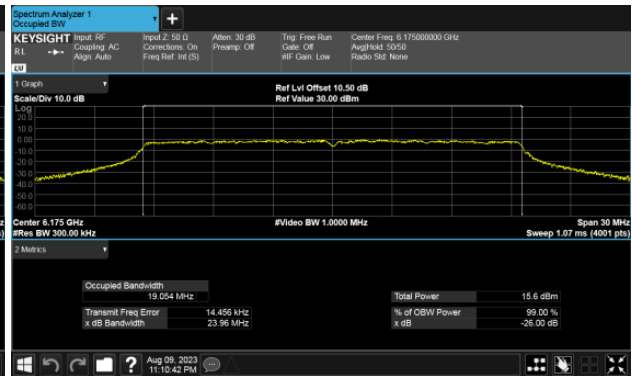 Spectrum Analyzer 1
Occupied BW
KEYSIGHT
RL
Input: RF
Coupling: AC
Align: Auto
Input Z: 50 Ω
Corrections: On
Freq Ref: Int (S)
Atten: 30 dB
Preamp: Off
Trig: Free Run
Gate: Off
#IF Gain: Low
Center Freq: 6.175000000 GHz
Avg|Hold: 50/50
Radio Std: None
LXI
1 Graph
Scale/Div 10.0 dB
Ref Lvl Offset 10.50 dB
Ref Value 30.00 dBm
Log
20.0
10.0
0.00
-10.0
-20.0
-30.0
-40.0
-50.0
-60.0
Center 6.175 GHz
#Res BW 300.00 kHz
#Video BW 1.0000 MHz
Span 30 MHz
Sweep 1.07 ms (4001 pts)
2 Metrics
Occupied Bandwidth
19.054 MHz
Transmit Freq Error 14.456 kHz
x dB Bandwidth 23.96 MHz
Total Power 15.6 dBm
% of OBW Power 99.00 %
x dB -26.00 dB
?
Aug 09, 2023
11:10:42 PM